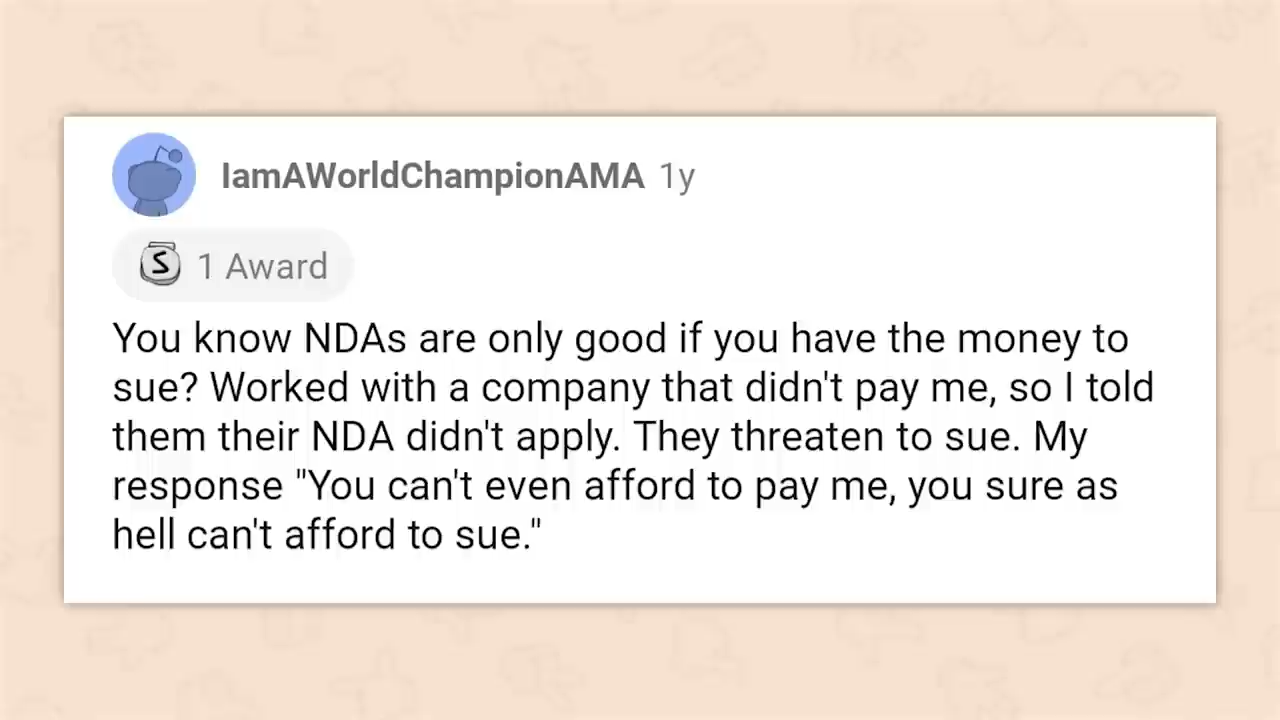 IamAWorldChampionAMA 1y
S 1 Award
You know NDAs are only good if you have the money to
sue? Worked with a company that didn't pay me, so I told
them their NDA didn't apply. They threaten to sue. My
response "You can't even afford to pay me, you sure as
hell can't afford to sue."